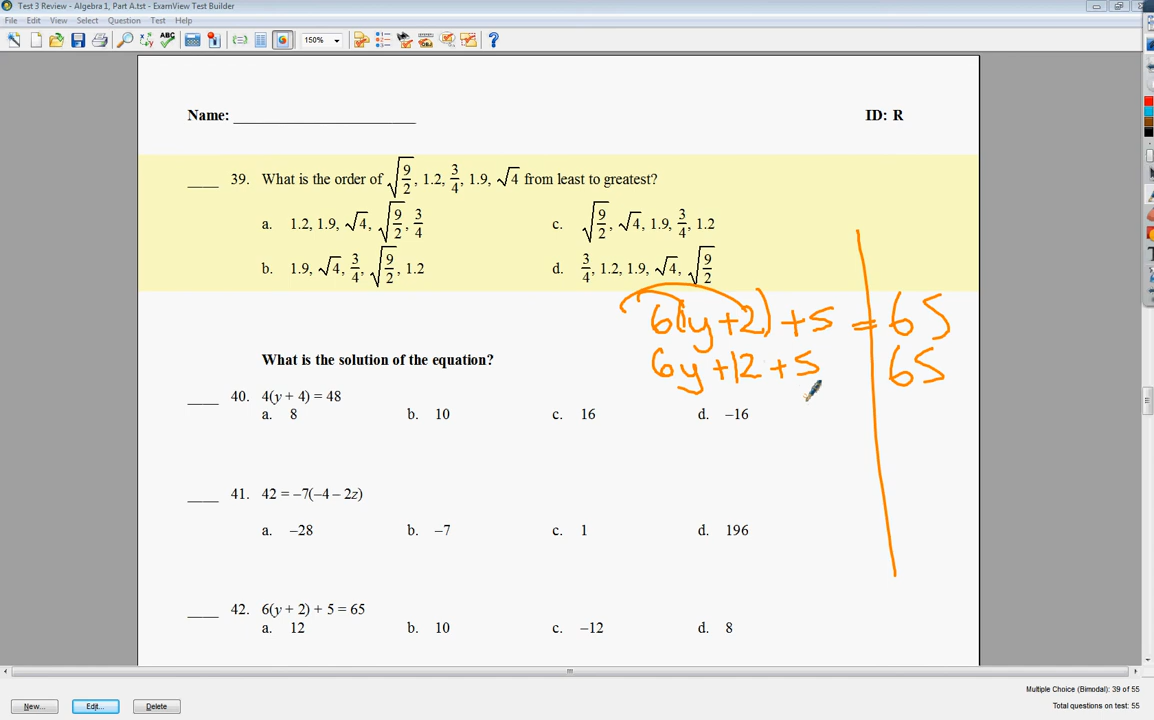 Test 3 Review - Algebra 1, Part A.tst - ExamView Test Builder
File Edit View Select Question Test Help
ABC 150% ?
Name: ____________________ ID: R
____ 39. What is the order of √(9/2), 1.2, 3/4, 1.9, √4 from least to greatest?
a. 1.2, 1.9, √4, √(9/2), 3/4 c. √(9/2), √4, 1.9, 3/4, 1.2
b. 1.9, √4, 3/4, √(9/2), 1.2 d. 3/4, 1.2, 1.9, √4, √(9/2)
6(y+2)+5=65
What is the solution of the equation?
6y+12+5 65
____ 40. 4(y + 4) = 48
a. 8 b. 10 c. 16 d. –16
____ 41. 42 = –7(–4 – 2z)
a. –28 b. –7 c. 1 d. 196
____ 42. 6(y + 2) + 5 = 65
a. 12 b. 10 c. –12 d. 8
Multiple Choice (Bimodal): 39 of 55
New... Edit... Delete Total questions on test: 55